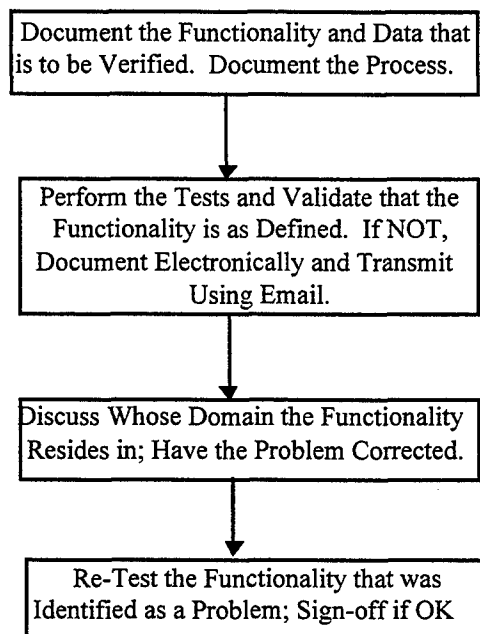 Document the Functionality and Data that
is to be Verified. Document the Process.
Perform the Tests and Validate that the
Functionality is as Defined. If NOT,
Document Electronically and Transmit
Using Email.
Discuss Whose Domain the Functionality
Resides in; Have the Problem Corrected.
Re-Test the Functionality that was
Identified as a Problem; Sign-off if OK